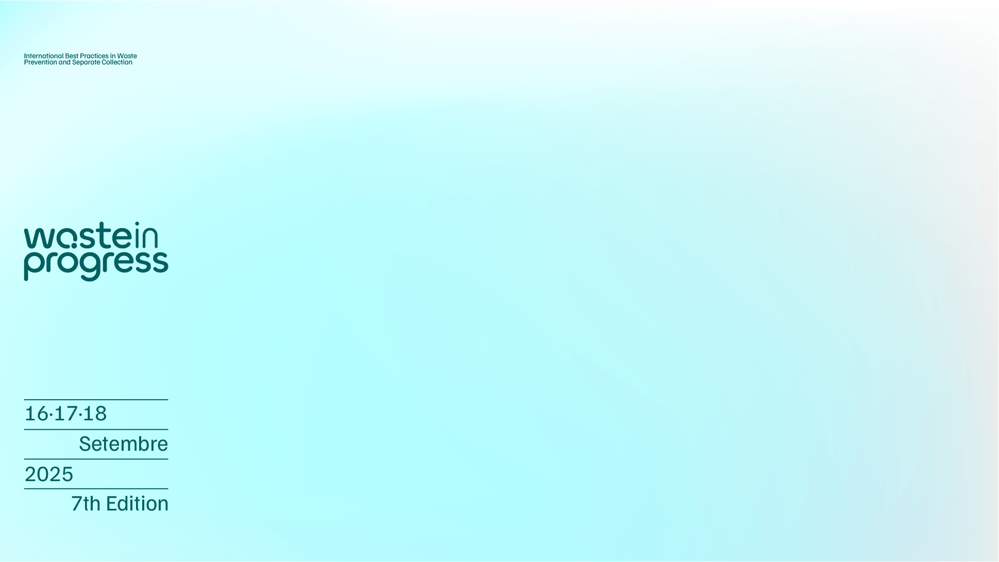 International Best Practices in Waste
Prevention and Separate Collection
wastein
progress
16·17·18
Setembre
2025
7th Edition